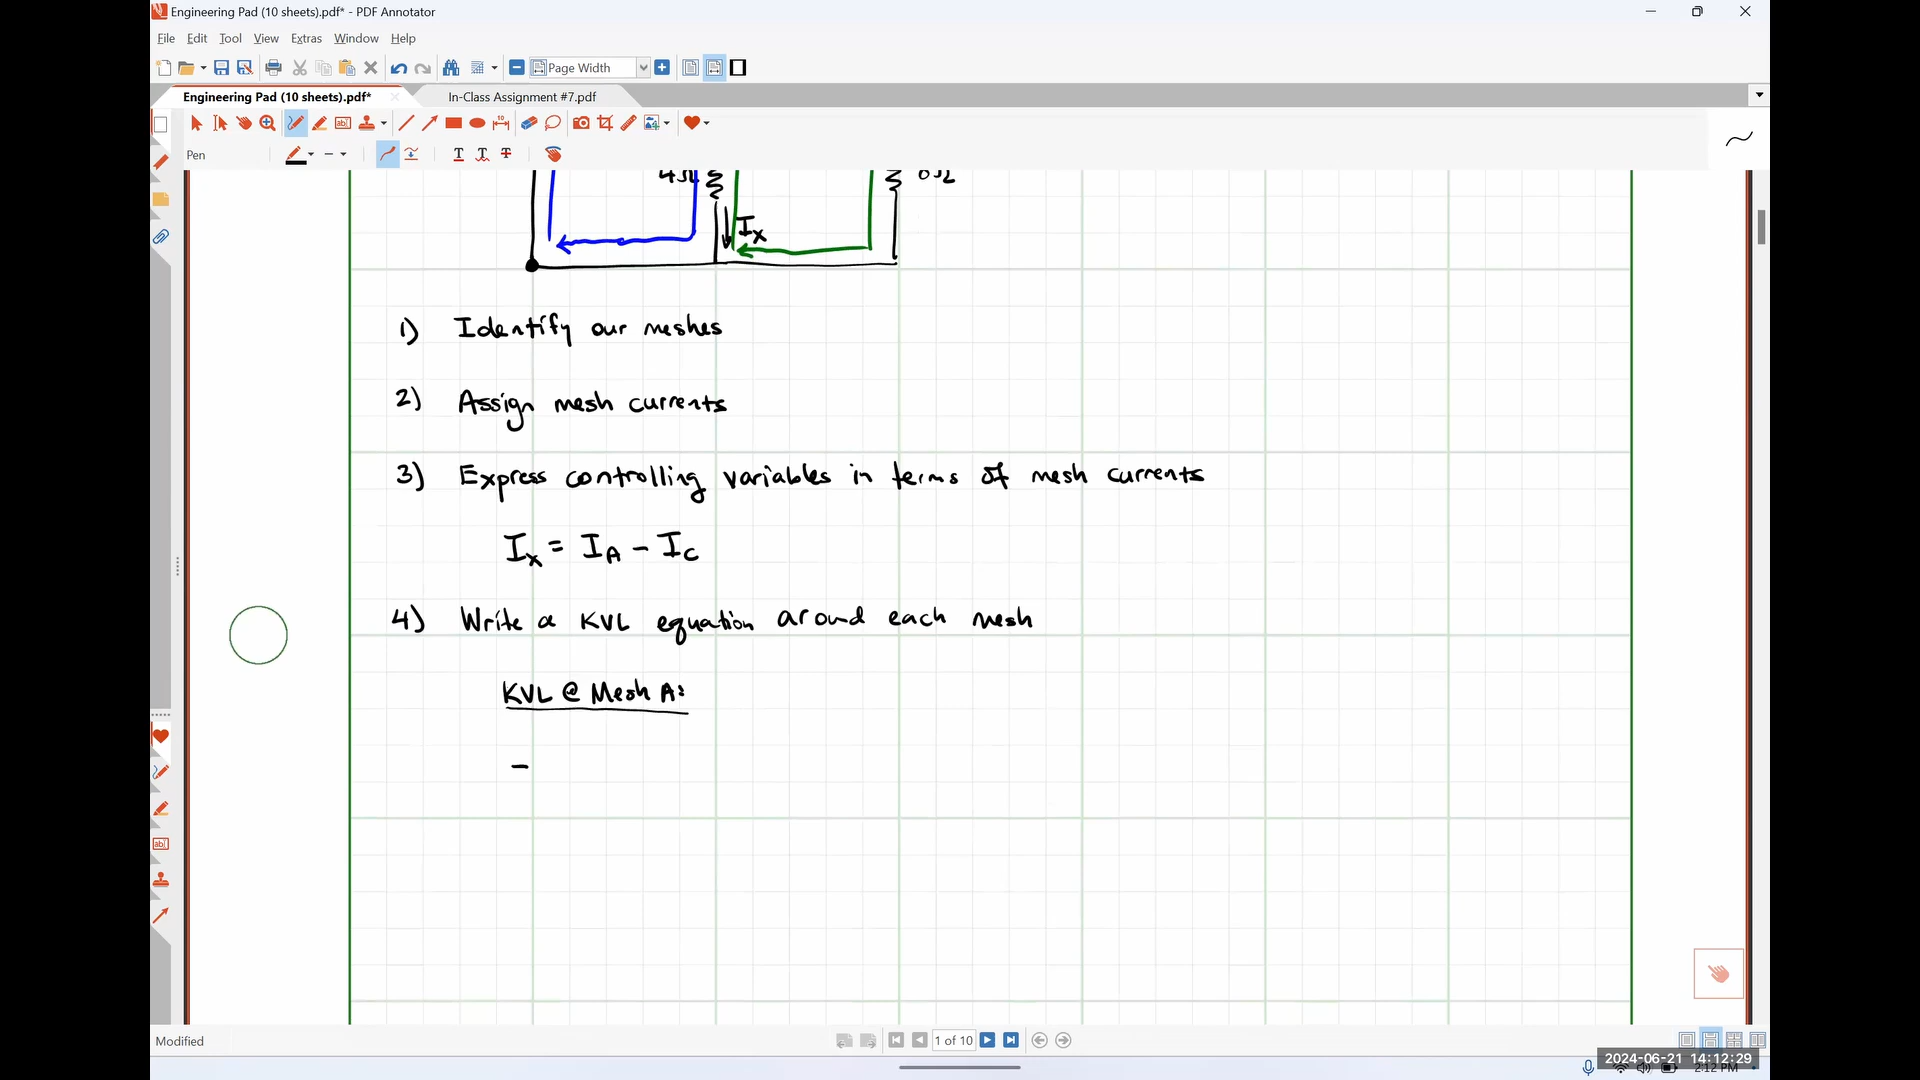 Engineering Pad (10 sheets).pdf* - PDF Annotator
File Edit Tool View Extras Window Help
Page Width
Engineering Pad (10 sheets).pdf* In-Class Assignment #7.pdf
Pen
Ix
1) Identify our meshes
2) Assign mesh currents
3) Express controlling variables in terms of mesh currents
Ix = IA - IC
4) Write a KVL equation around each mesh
KVL @ Mesh A:
-
Modified
1 of 10
2024-06-21 14:12:29
2:12 PM